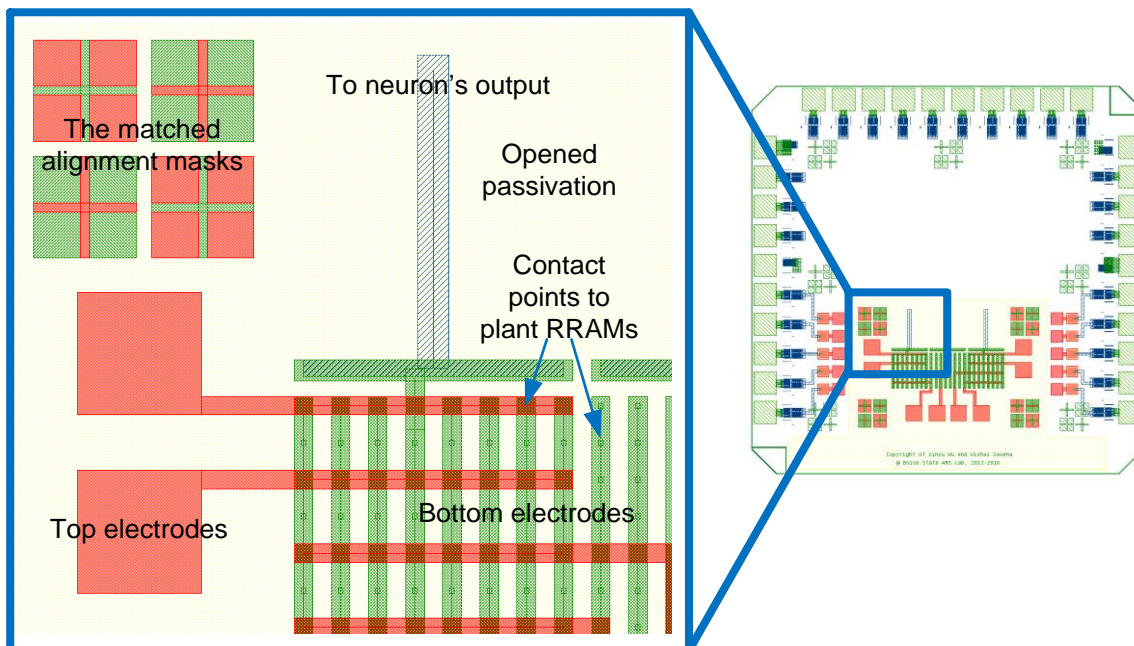 To neuron's output
The matched
alignment masks
Opened
passivation
Contact
points to
plant RRAMs
Top electrodes
Bottom electrodes
Copyright of Xinyu Wu and Vishal Saxena
@ Boise State AMS Lab, 2013-2016